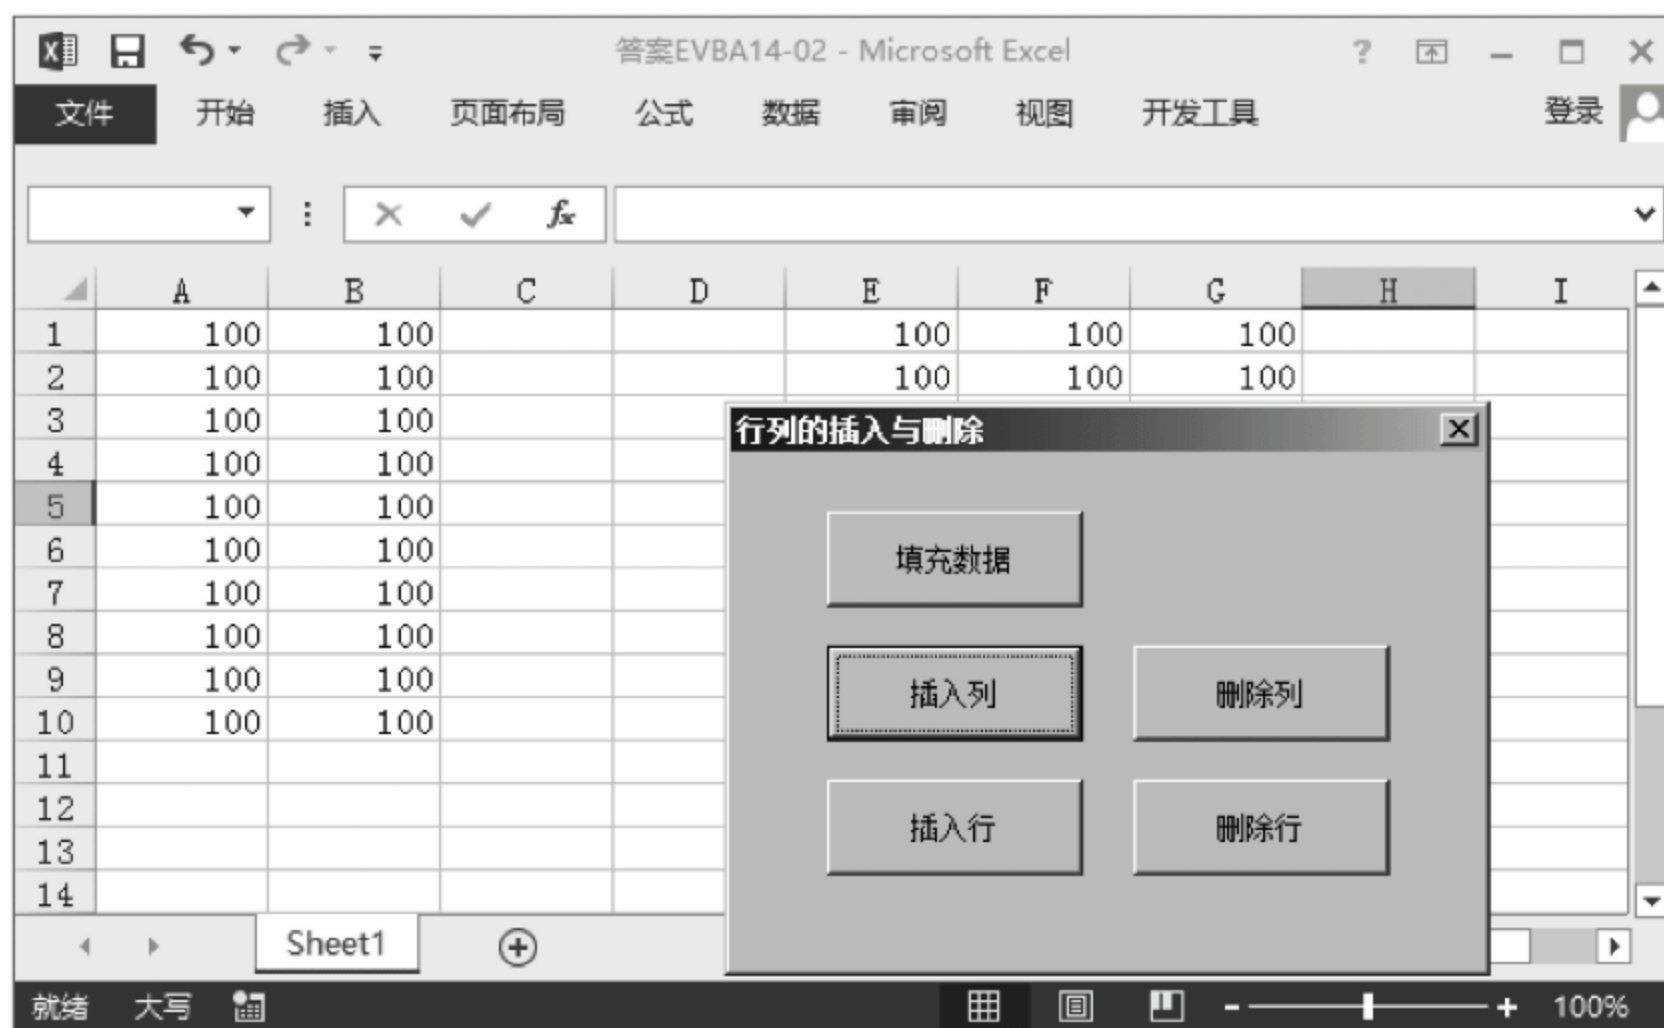 答案EVBA14-02 - Microsoft Excel ?
文件 开始 插入 页面布局 公式 数据 审阅 视图 开发工具 登录
fx
A B C D E F G H I
1 100 100 100 100 100
2 100 100 100 100 100
3 100 100
4 100 100
5 100 100
6 100 100
7 100 100
8 100 100
9 100 100
10 100 100
11
12
13
14
行列的插入与删除
填充数据
插入列 删除列
插入行 删除行
Sheet1
就绪 大写 100%